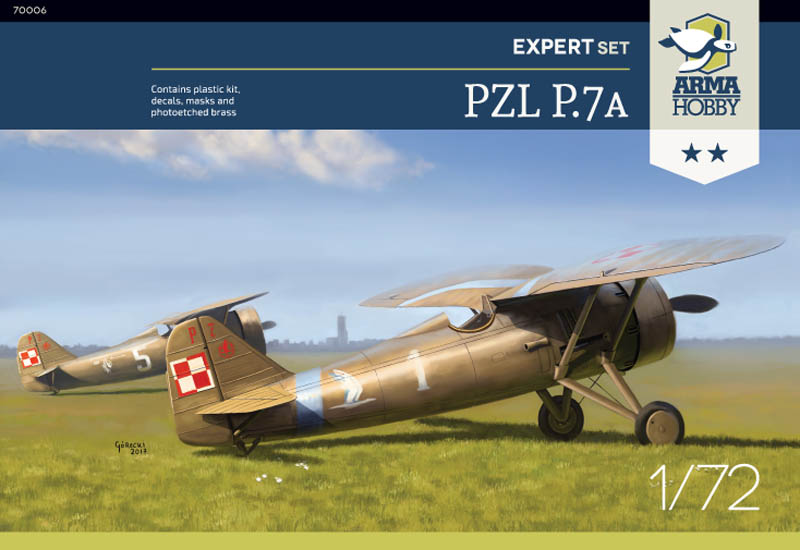 70006
EXPERT SET
Contains plastic kit,
decals, masks and
photoetched brass
PZL P.7A
ARMA
HOBBY
P 7
5
1
GÓRECKI
2017
1/72